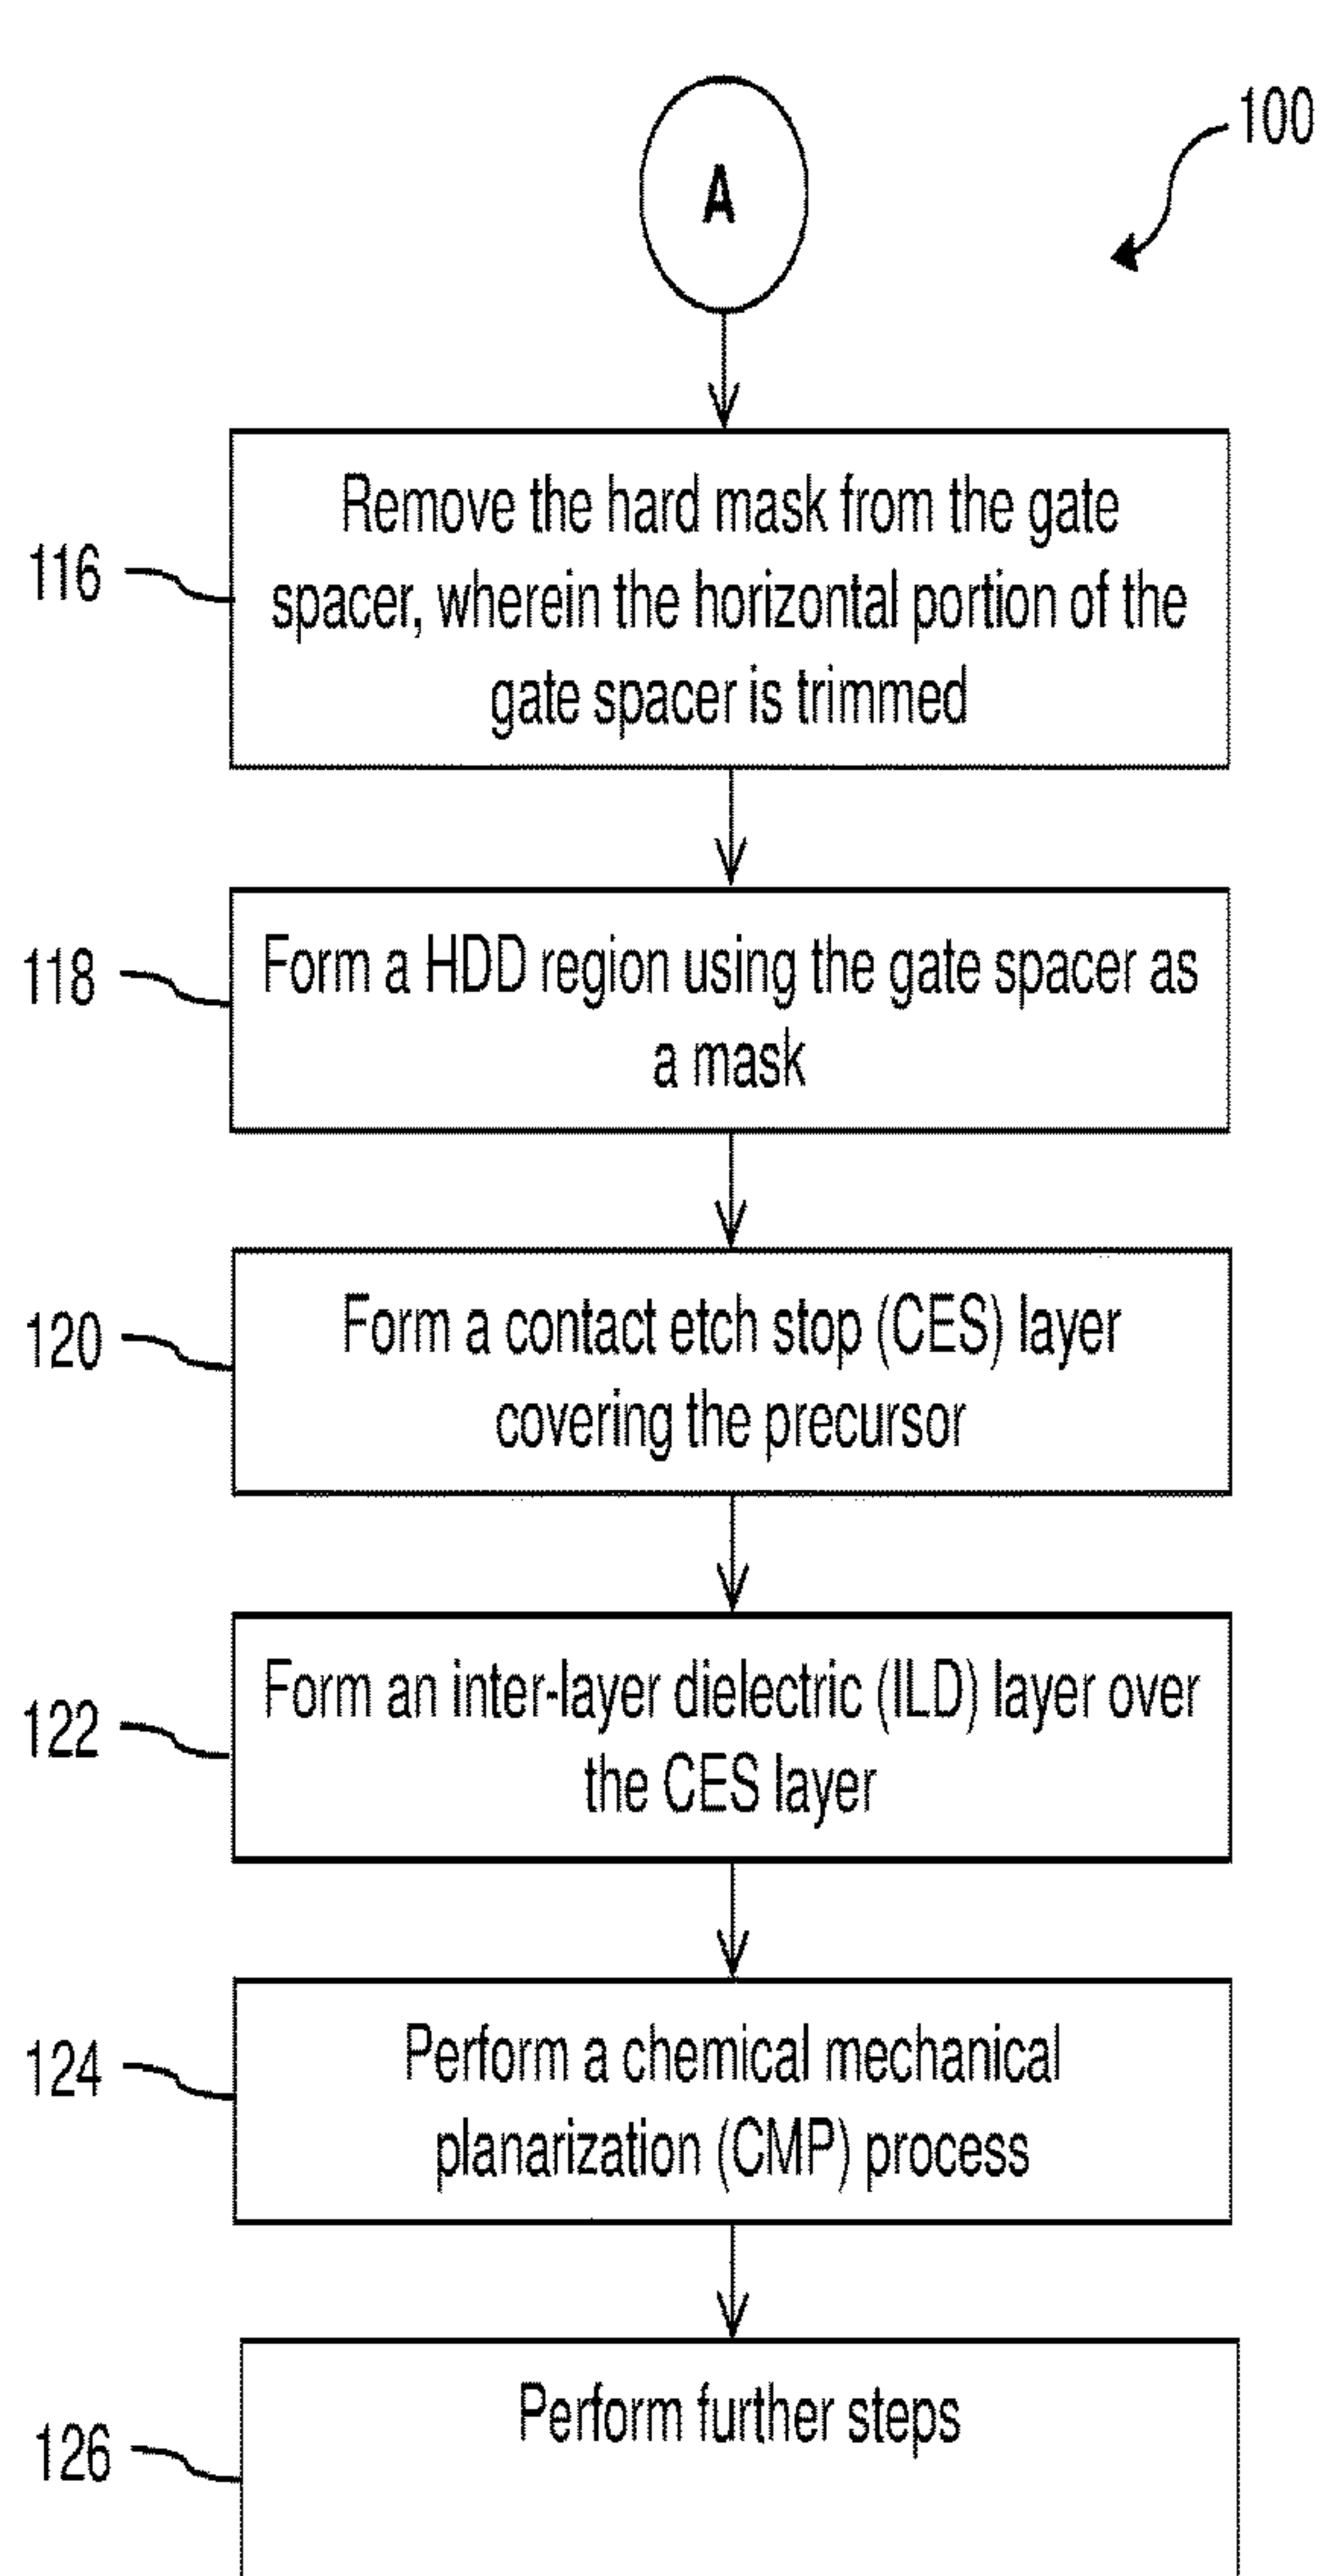 A
100
116
Remove the hard mask from the gate
spacer, wherein the horizontal portion of the
gate spacer is trimmed
118
Form a HDD region using the gate spacer as
a mask
120
Form a contact etch stop (CES) layer
covering the precursor
122
Form an inter-layer dielectric (ILD) layer over
the CES layer
124
Perform a chemical mechanical
planarization (CMP) process
126
Perform further steps